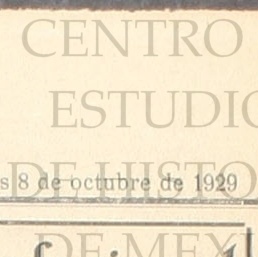 CENTRO
ESTUDIO
DE HISTO
s 8 de octubre de 1929
DE MEX